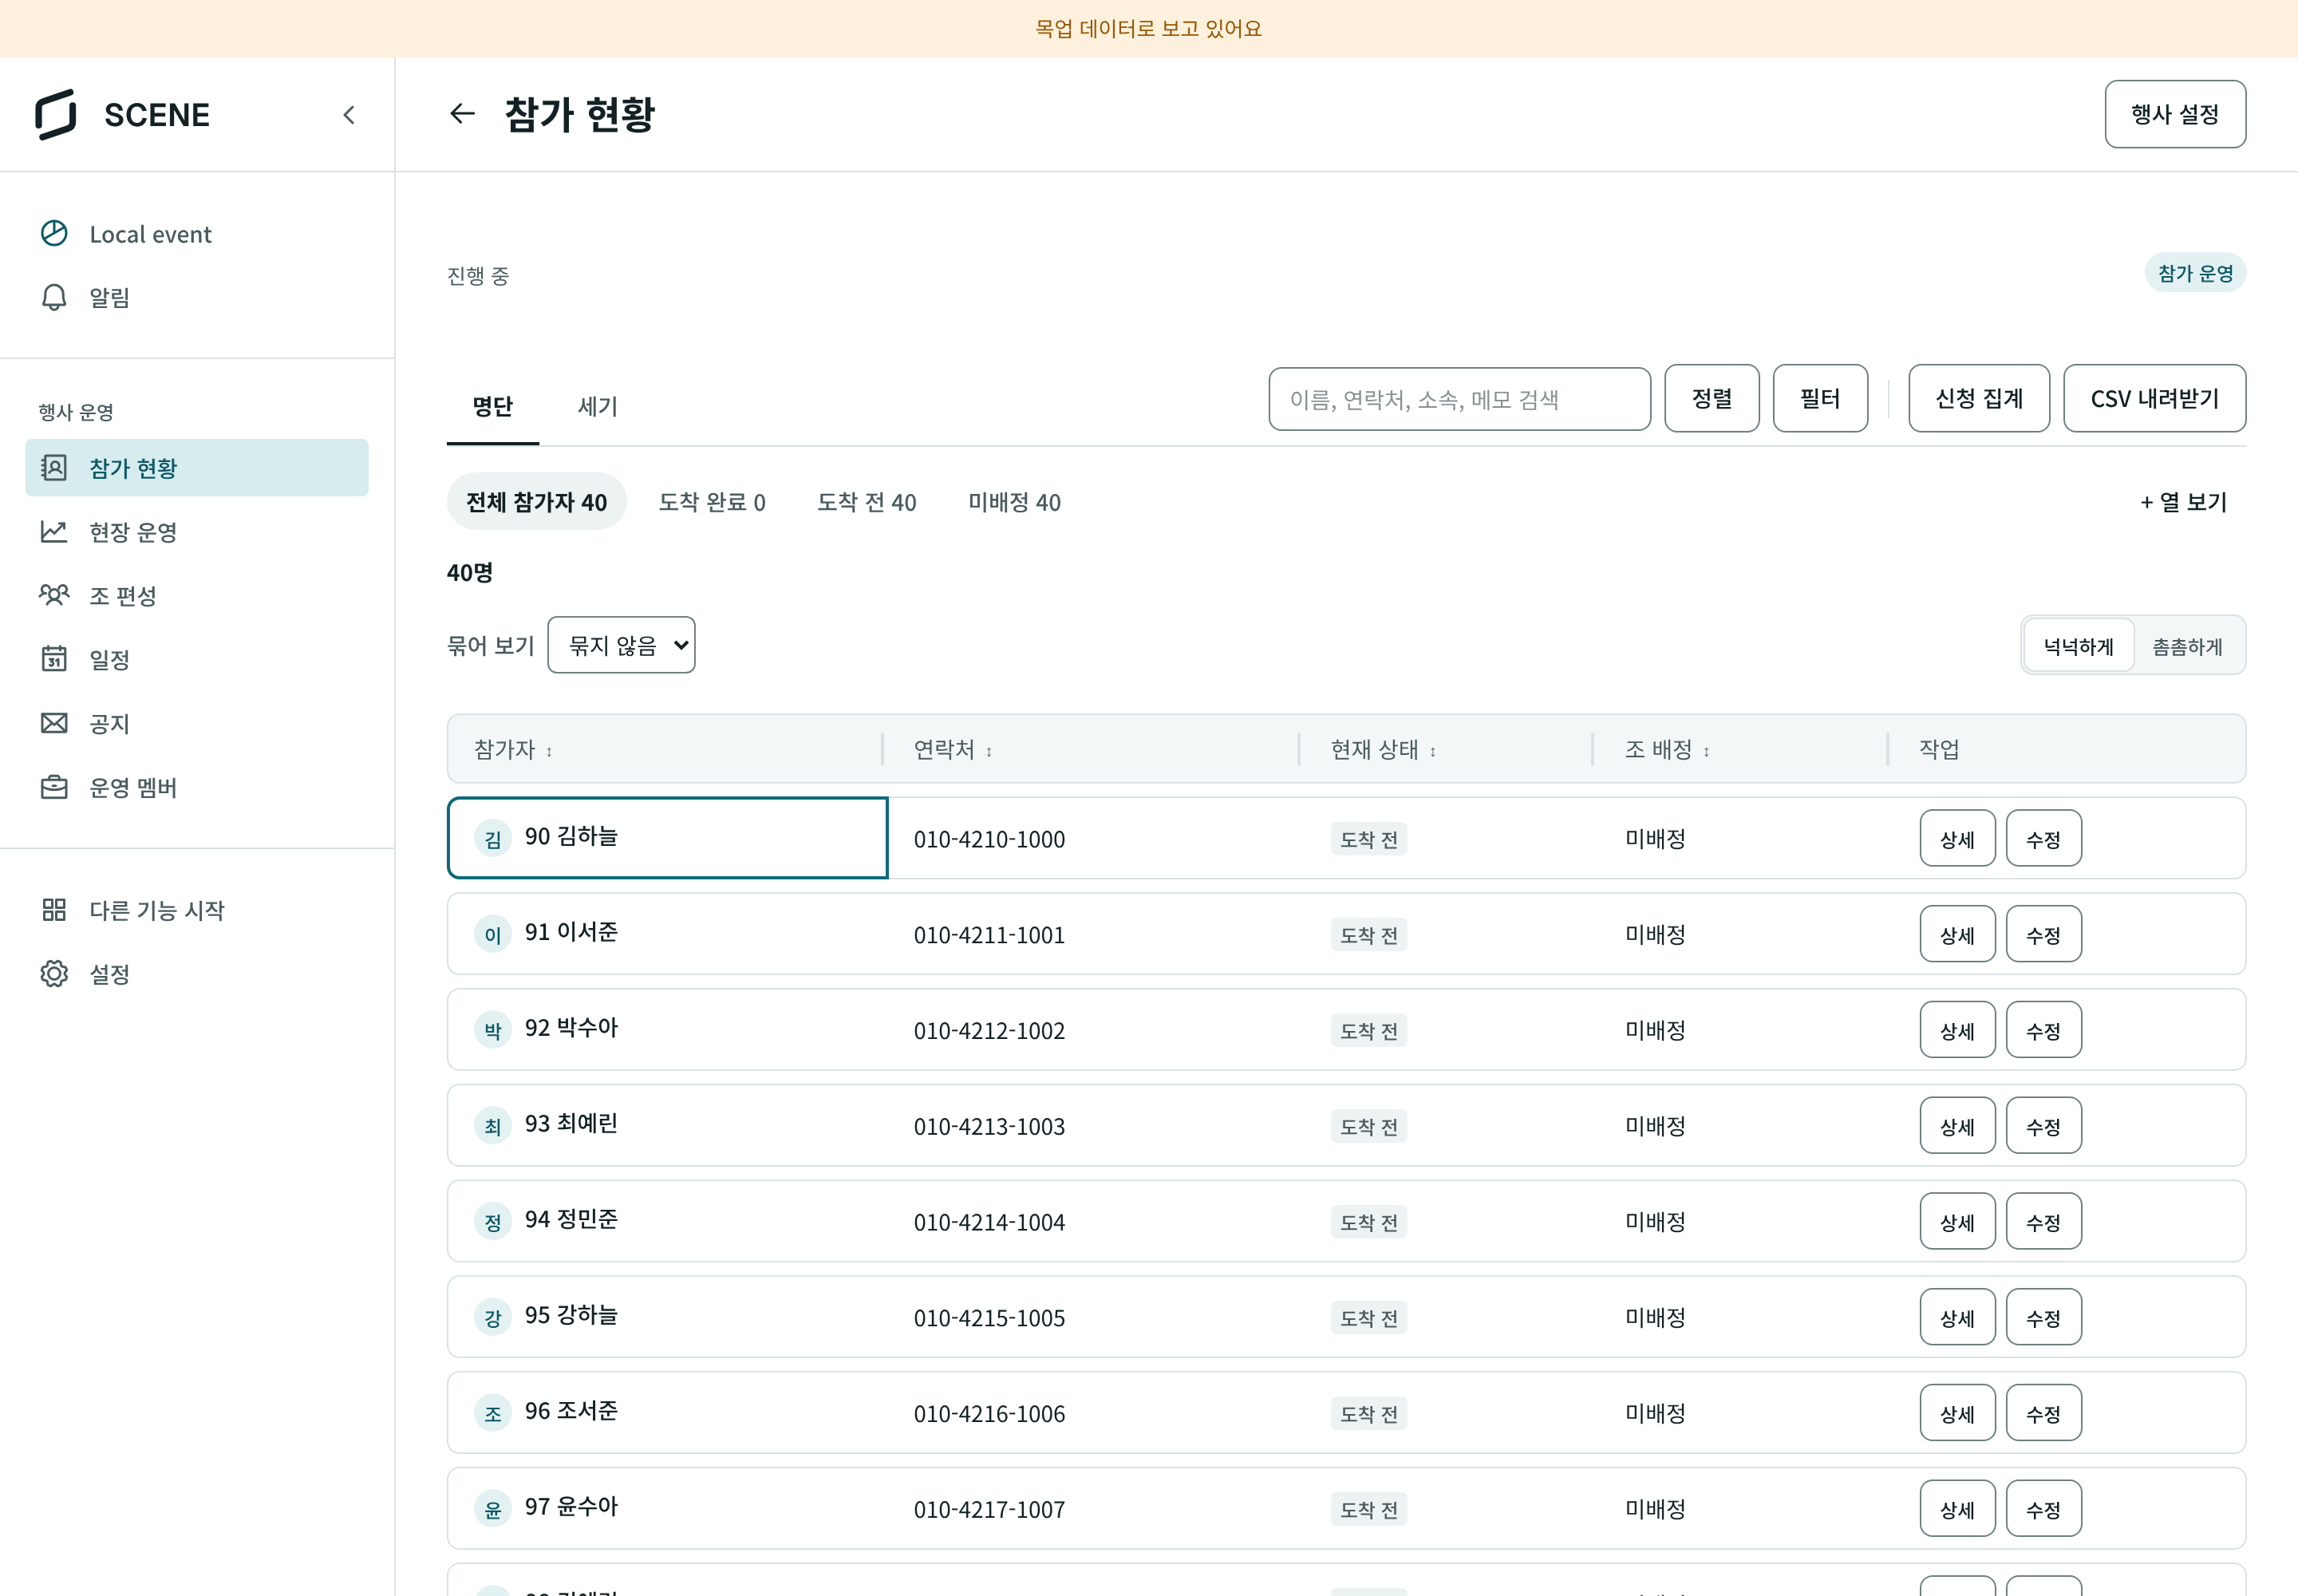 목업 데이터로 보고 있어요
SCENE
참가 현황
행사 설정
Local event
알림
진행 중
참가 운영
행사 운영
참가 현황
현장 운영
조 편성
일정
공지
운영 멤버
다른 기능 시작
설정
명단 세기
이름, 연락처, 소속, 메모 검색
정렬 필터 신청 집계 CSV 내려받기
전체 참가자 40 도착 완료 0 도착 전 40 미배정 40
+ 열 보기
40명
묶어 보기 묶지 않음
넉넉하게 촘촘하게
참가자 ↕ 연락처 ↕ 현재 상태 ↕ 조 배정 ↕ 작업
김 90 김하늘 010-4210-1000 도착 전 미배정 상세 수정
이 91 이서준 010-4211-1001 도착 전 미배정 상세 수정
박 92 박수아 010-4212-1002 도착 전 미배정 상세 수정
최 93 최예린 010-4213-1003 도착 전 미배정 상세 수정
정 94 정민준 010-4214-1004 도착 전 미배정 상세 수정
강 95 강하늘 010-4215-1005 도착 전 미배정 상세 수정
조 96 조서준 010-4216-1006 도착 전 미배정 상세 수정
윤 97 윤수아 010-4217-1007 도착 전 미배정 상세 수정